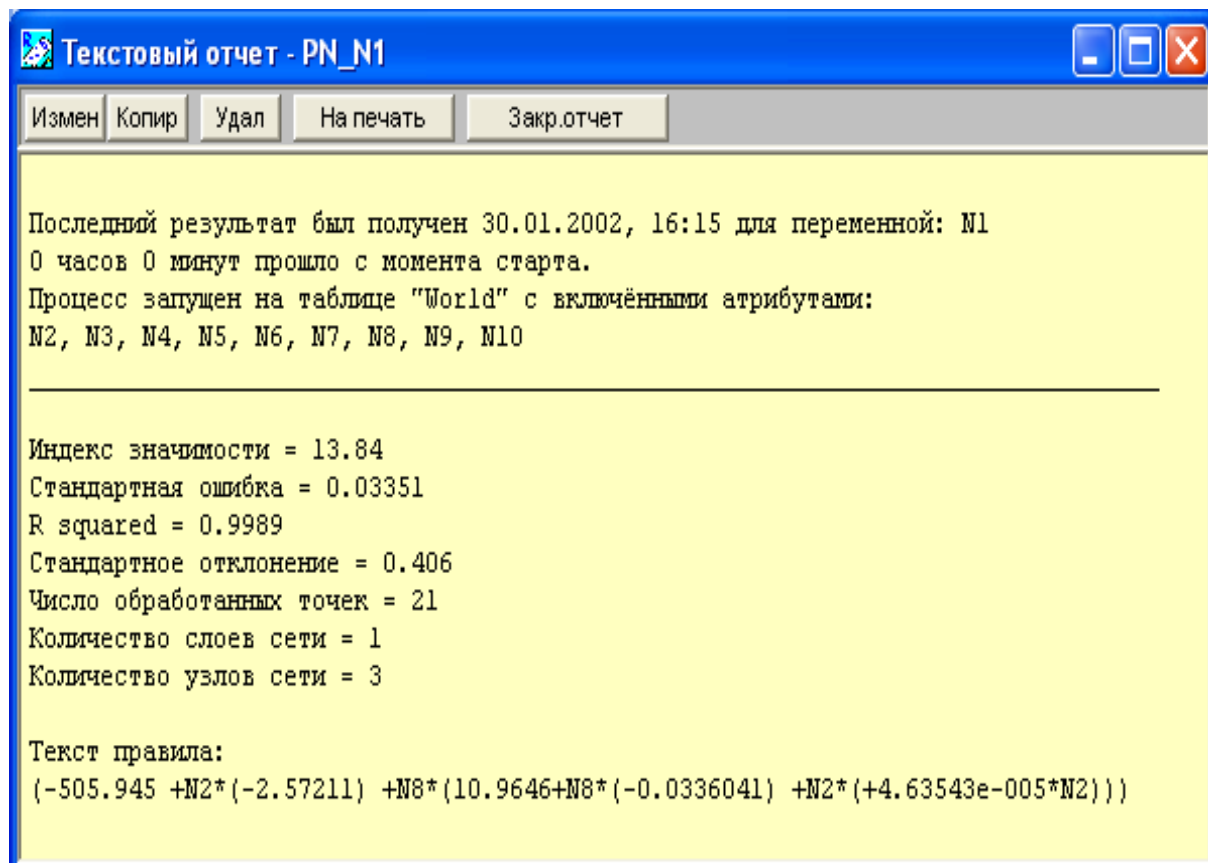 Текстовый отчет - PN_N1
Измен Копир Удал На печать Закр.отчет
Последний результат был получен 30.01.2002, 16:15 для переменной: N1
0 часов 0 минут прошло с момента старта.
Процесс запущен на таблице "World" с включёнными атрибутами:
N2, N3, N4, N5, N6, N7, N8, N9, N10
Индекс значимости = 13.84
Стандартная ошибка = 0.03351
R squared = 0.9989
Стандартное отклонение = 0.406
Число обработанных точек = 21
Количество слоев сети = 1
Количество узлов сети = 3
Текст правила:
(-505.945 +N2*(-2.57211) +N8*(10.9646+N8*(-0.0336041) +N2*(+4.63543e-005*N2)))